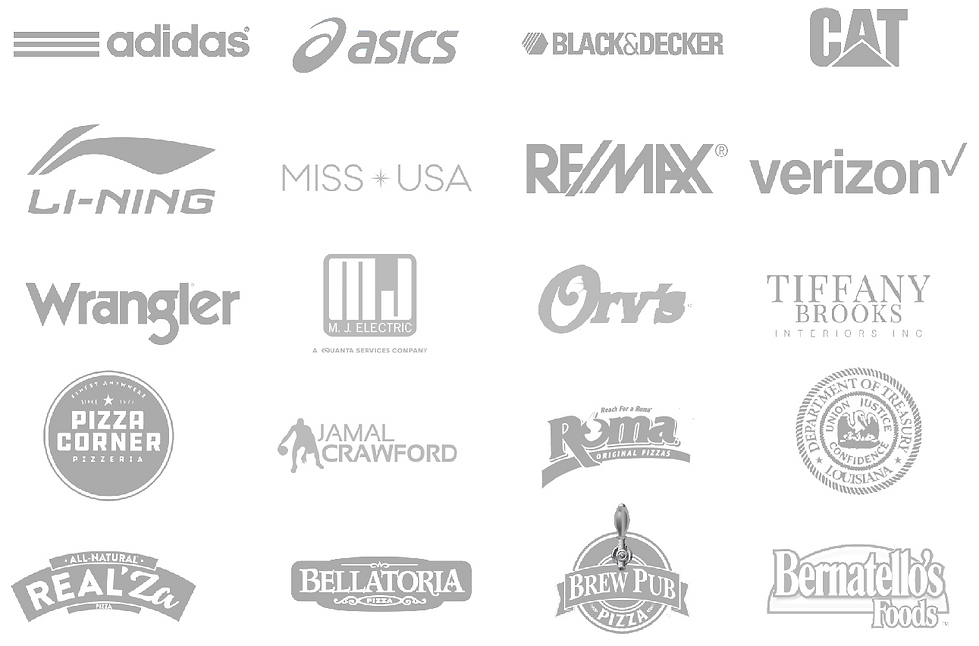 adidas®
asics
BLACK&DECKER
CAT
LI-NING
MISS USA
RE/MAX®
verizon✓
Wrangler
M. J. ELECTRIC
A QUANTA SERVICES COMPANY
Orv's
TIFFANY
BROOKS
INTERIORS INC
FINEST ANYWHERE
SINCE
PIZZA
CORNER
PIZZERIA
JAMAL
CRAWFORD
Reach For a Roma®
Roma
ORIGINAL PIZZAS
DEPARTMENT OF TREASURY
LOUISIANA
UNION JUSTICE
CONFIDENCE
ALL-NATURAL
REAL'Za
PIZZA
BELLATORIA
PIZZA
BREW PUB
PIZZA
Bernatello's
Foods